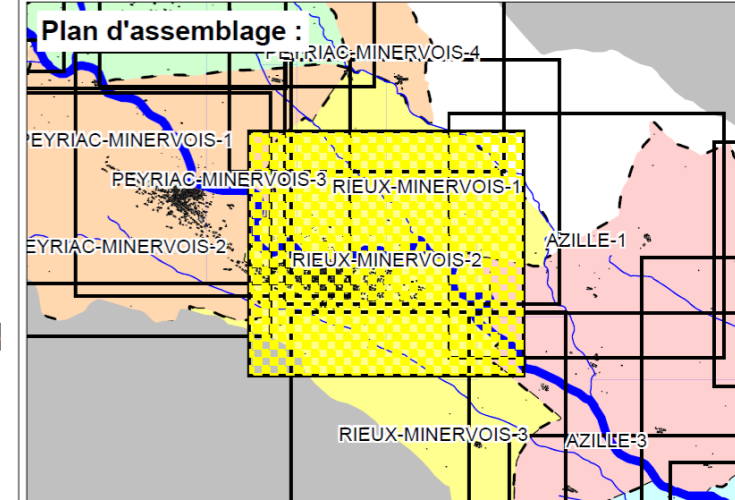 Plan d'assemblage :
PEYRIAC-MINERVOIS-4
PEYRIAC-MINERVOIS-1
PEYRIAC-MINERVOIS-3
RIEUX-MINERVOIS-1
EYRIAC-MINERVOIS-2
AZILLE-1
RIEUX-MINERVOIS-2
RIEUX-MINERVOIS-3
AZILLE-3